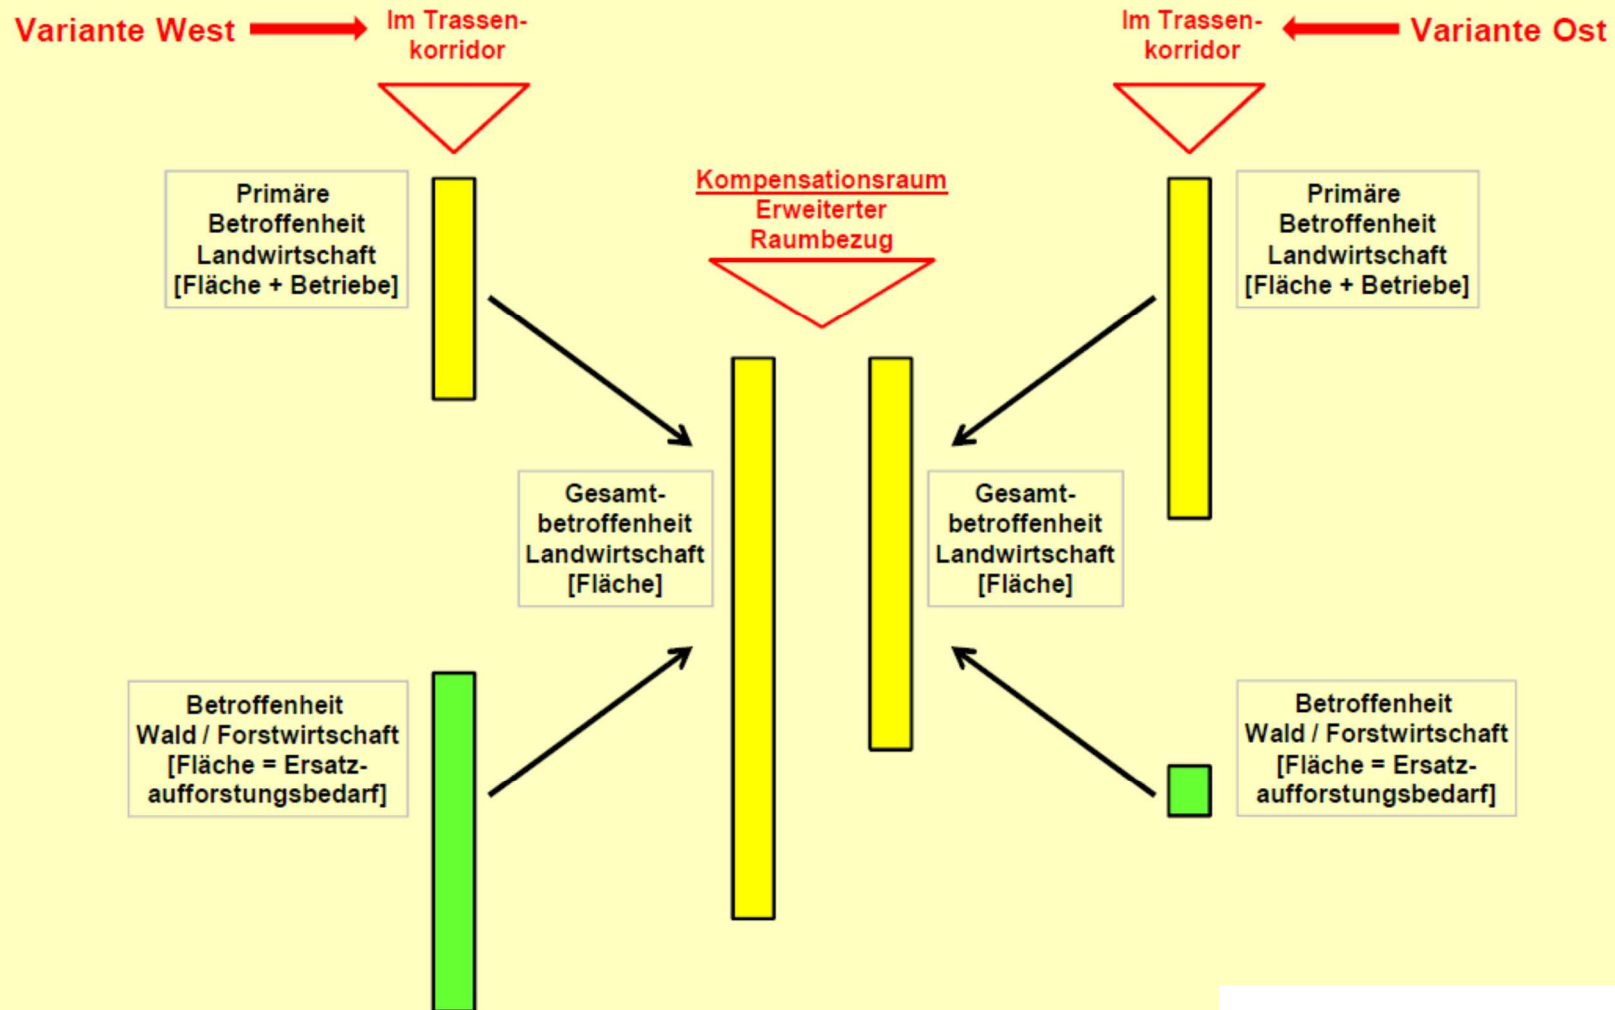 Variante West
Im Trassen-
korridor
Im Trassen-
korridor
Variante Ost
Primäre
Betroffenheit
Landwirtschaft
[Fläche + Betriebe]
Kompensationsraum
Erweiterter
Raumbezug
Primäre
Betroffenheit
Landwirtschaft
[Fläche + Betriebe]
Gesamt-
betroffenheit
Landwirtschaft
[Fläche]
Gesamt-
betroffenheit
Landwirtschaft
[Fläche]
Betroffenheit
Wald / Forstwirtschaft
[Fläche = Ersatz-
aufforstungsbedarf]
Betroffenheit
Wald / Forstwirtschaft
[Fläche = Ersatz-
aufforstungsbedarf]